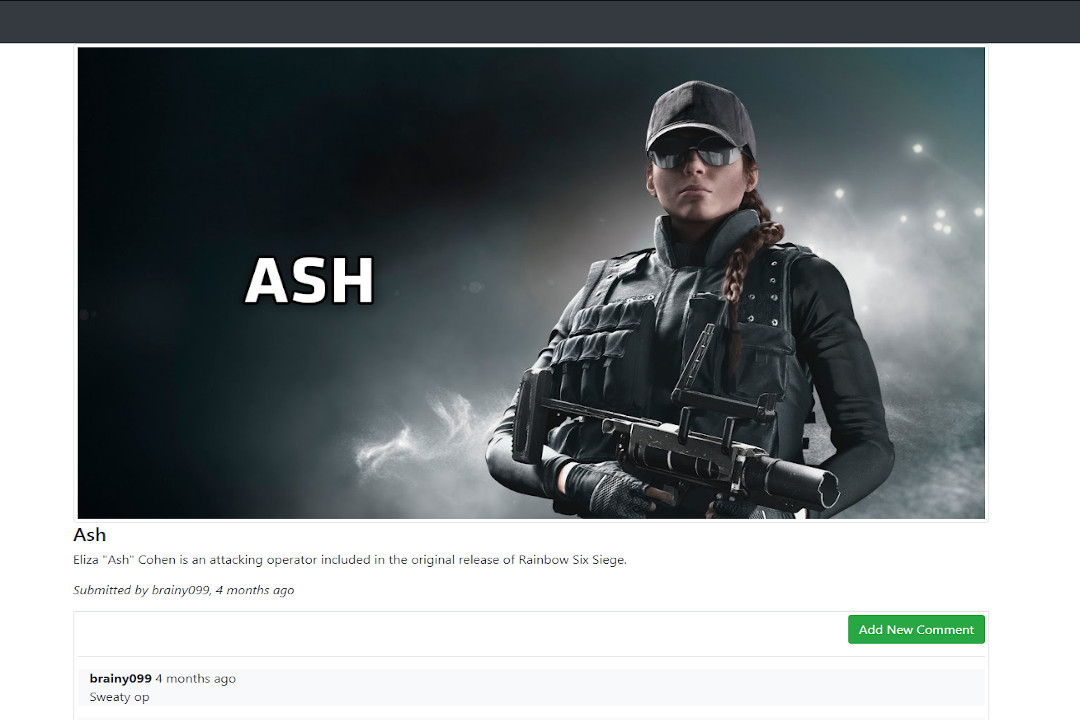 ASH
Ash
Eliza "Ash" Cohen is an attacking operator included in the original release of Rainbow Six Siege.
Submitted by brainy099, 4 months ago
Add New Comment
brainy099 4 months ago
Sweaty op